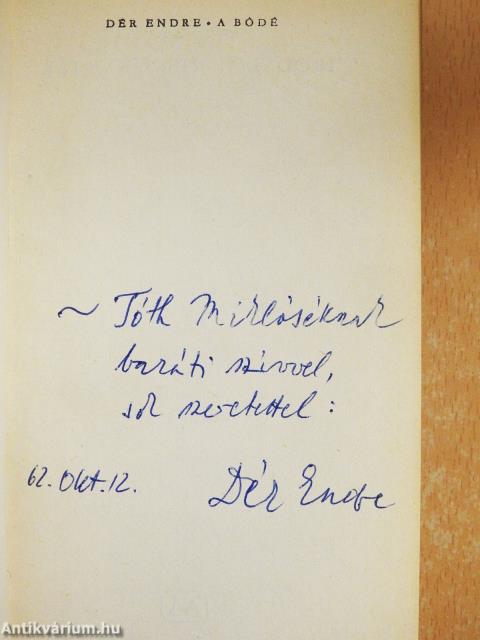 DÉR ENDRE • A BÓDÉ
~ Tóth Miklóséknak
baráti szívvel,
sok szeretettel:
62. Okt. 12.
Dér Endre
Antikvárium.hu